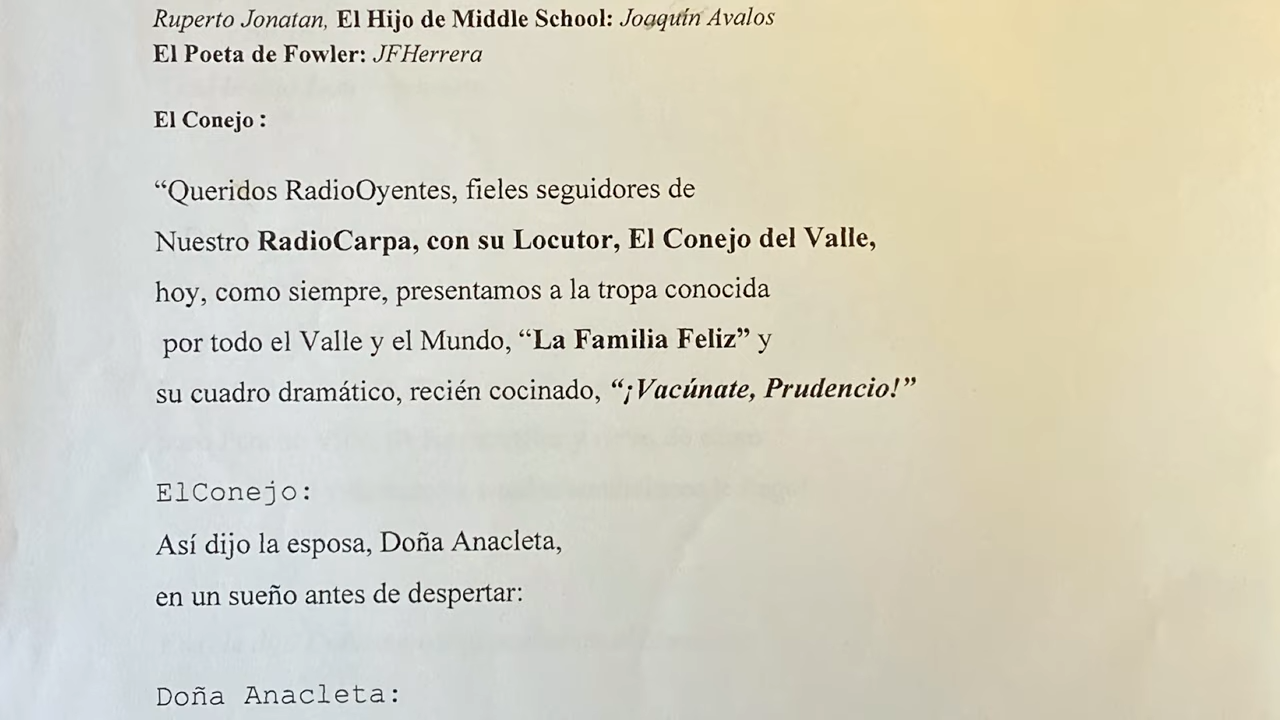 Ruperto Jonatan, El Hijo de Middle School: Joaquín Avalos
El Poeta de Fowler: JFHerrera
El Conejo :
“Queridos RadioOyentes, fieles seguidores de
Nuestro RadioCarpa, con su Locutor, El Conejo del Valle,
hoy, como siempre, presentamos a la tropa conocida
por todo el Valle y el Mundo, “La Familia Feliz” y
su cuadro dramático, recién cocinado, “¡Vacúnate, Prudencio!”
ElConejo:
Así dijo la esposa, Doña Anacleta,
en un sueño antes de despertar:
Doña Anacleta: